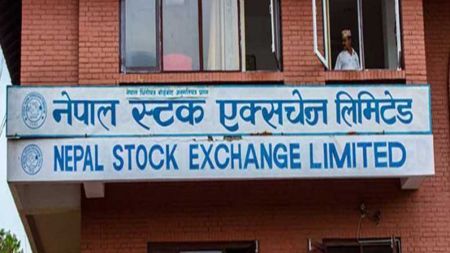 नेपाल स्टक एक्सचेन्ज लिमिटेड
NEPAL STOCK EXCHANGE LIMITED